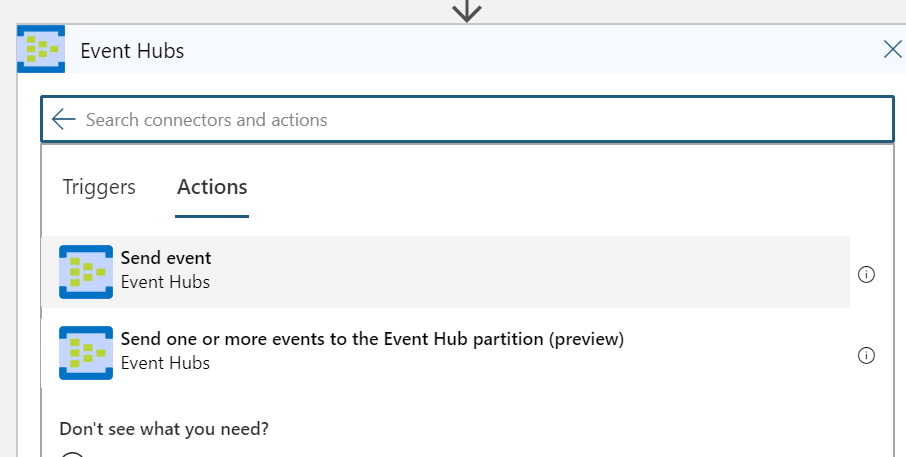 Event Hubs
Search connectors and actions
Triggers Actions
Send event
Event Hubs
Send one or more events to the Event Hub partition (preview)
Event Hubs
Don't see what you need?